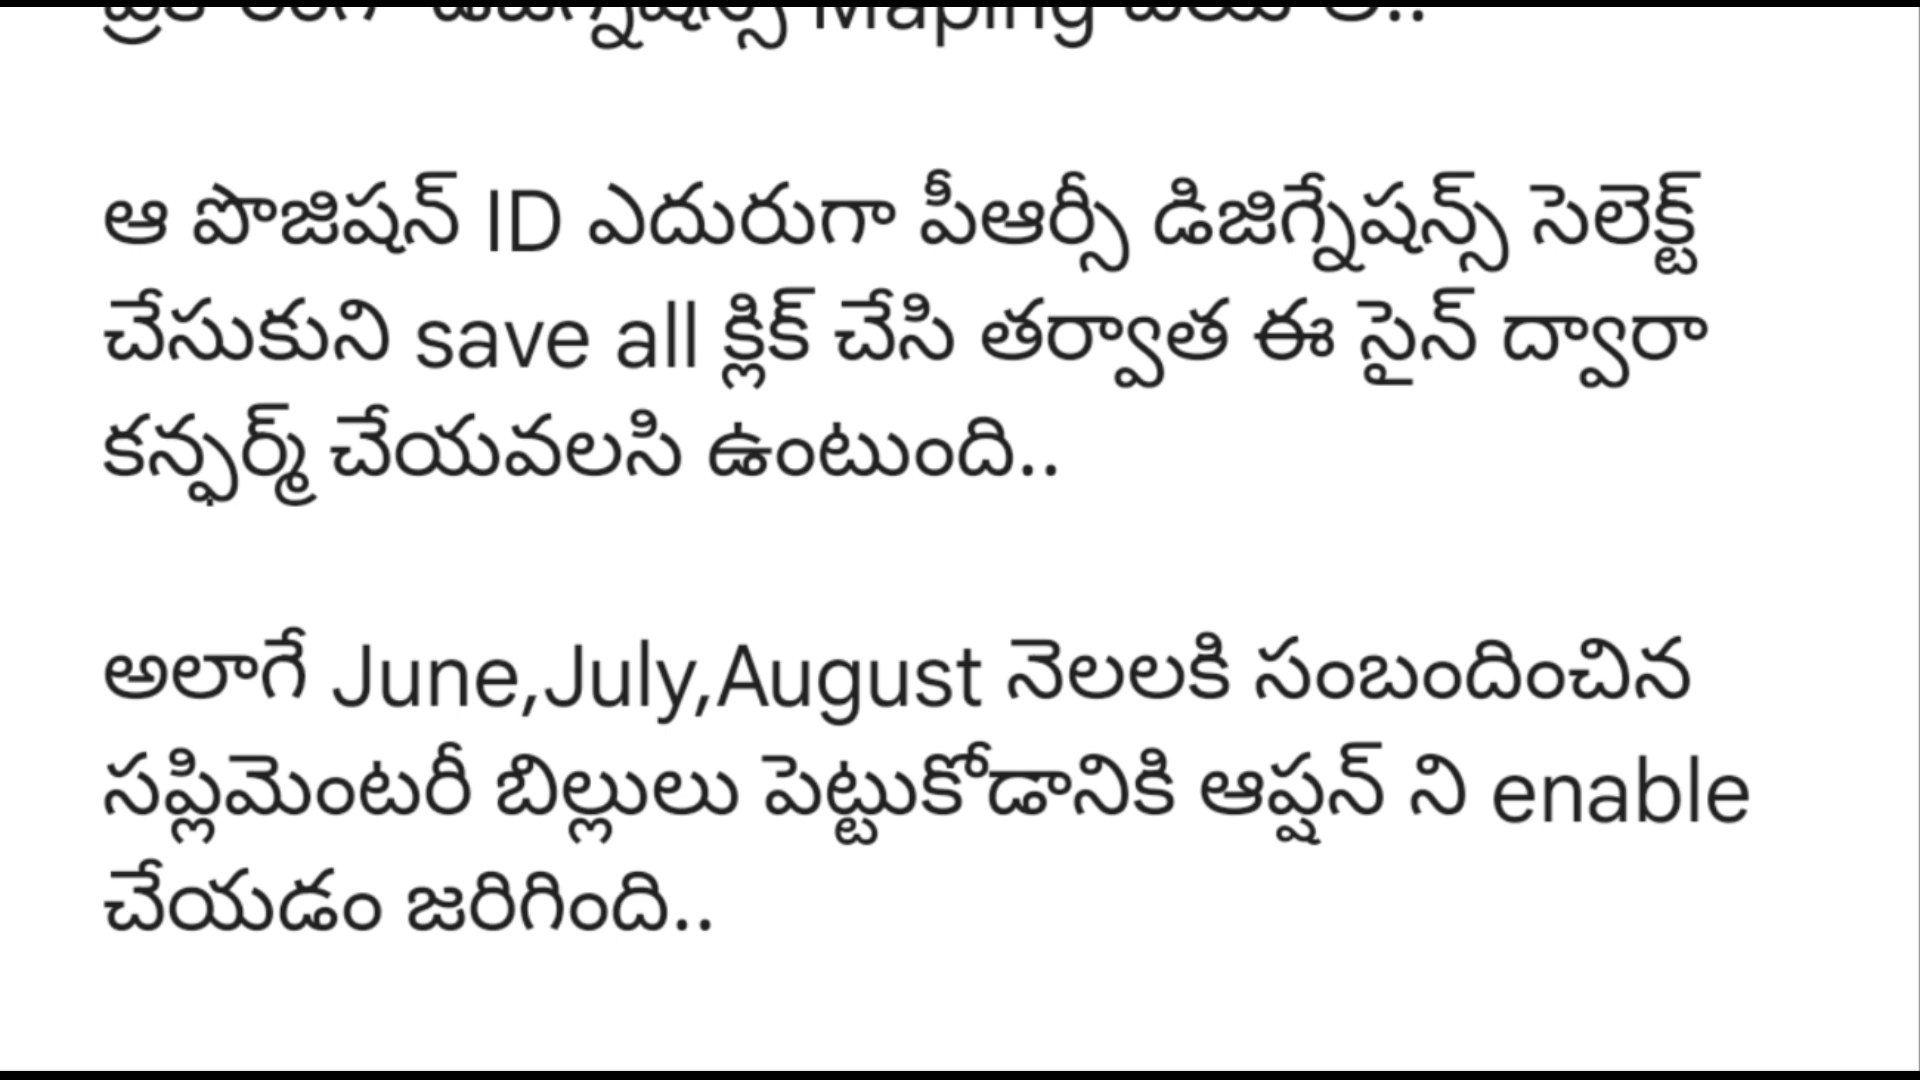 Maping
ఆ పొజిషన్ ID ఎదురుగా పీఆర్సీ డిజిగ్నేషన్స్ సెలెక్ట్
చేసుకుని save all క్లిక్ చేసి తర్వాత ఈ సైన్ ద్వారా
కన్ఫర్మ్ చేయవలసి ఉంటుంది..
అలాగే June,July,August నెలలకి సంబందించిన
సప్లిమెంటరీ బిల్లులు పెట్టుకోడానికి ఆప్షన్ ని enable
చేయడం జరిగింది..